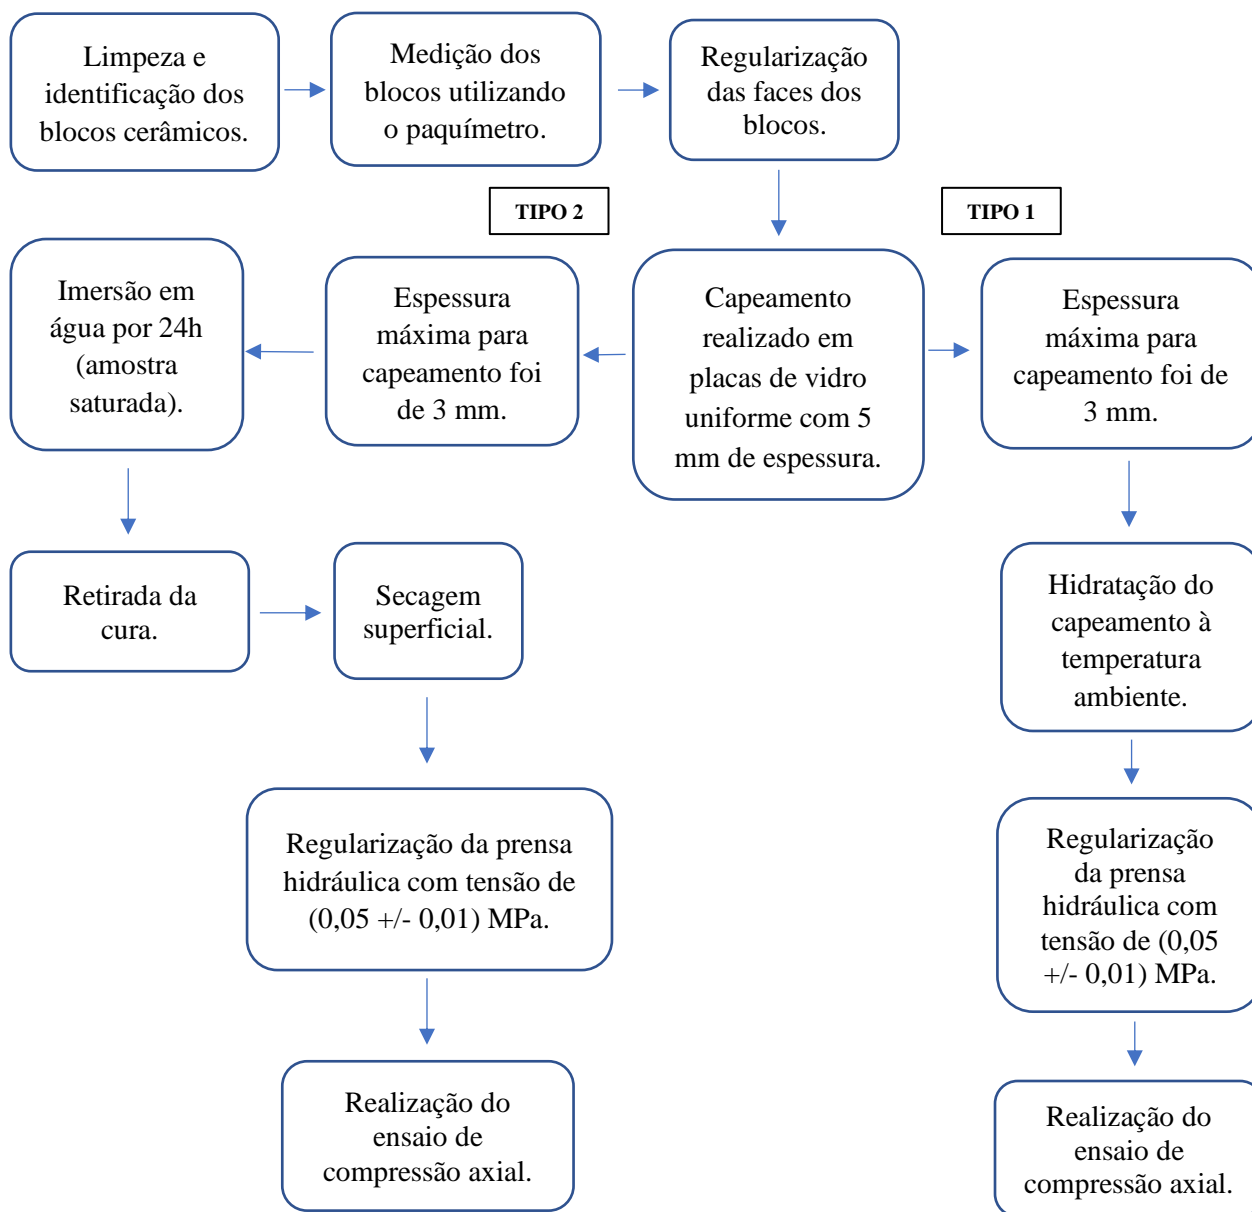 Limpeza e
identificação dos
blocos cerâmicos.
Medição dos
blocos utilizando
o paquímetro.
Regularização
das faces dos
blocos.
TIPO 2
TIPO 1
Imersão em
água por 24h
(amostra
saturada).
Espessura
máxima para
capeamento foi
de 3 mm.
Capeamento
realizado em
placas de vidro
uniforme com 5
mm de espessura.
Espessura
máxima para
capeamento foi de
3 mm.
Retirada da
cura.
Secagem
superficial.
Hidratação do
capeamento à
temperatura
ambiente.
Regularização da prensa
hidráulica com tensão de
(0,05 +/- 0,01) MPa.
Regularização
da prensa
hidráulica com
tensão de (0,05
+/- 0,01) MPa.
Realização do
ensaio de
compressão axial.
Realização do
ensaio de
compressão axial.